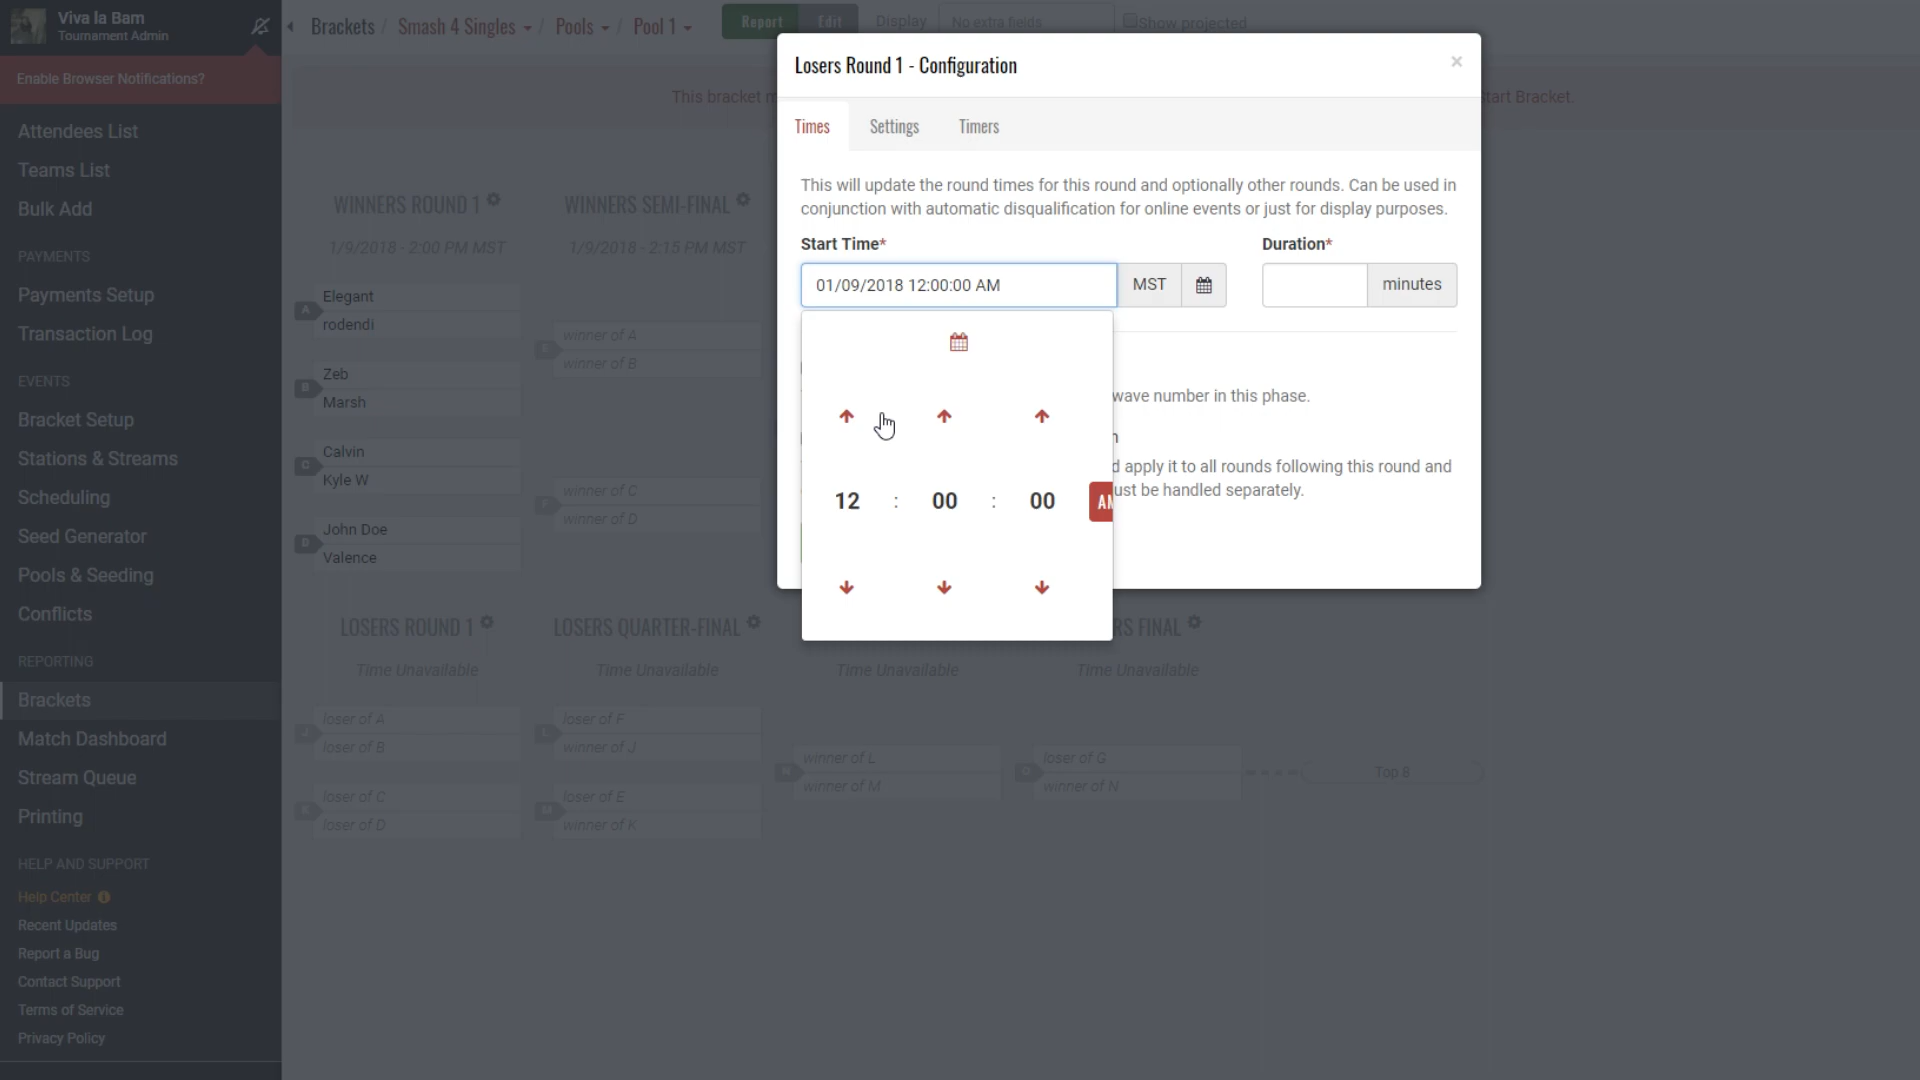 Viva la Bam
Tournament Admin
Enable Browser Notifications?
Attendees List
Teams List
Bulk Add
PAYMENTS
Payments Setup
Transaction Log
EVENTS
Bracket Setup
Stations & Streams
Scheduling
Seed Generator
Pools & Seeding
Conflicts
REPORTING
Brackets
Match Dashboard
Stream Queue
Printing
HELP AND SUPPORT
Help Center
Recent Updates
Report a Bug
Contact Support
Terms of Service
Privacy Policy
Brackets / Smash 4 Singles / Pools / Pool 1
Report Edit Display No extra fields Show projected
This bracket
Start Bracket.
Losers Round 1 - Configuration ×
Times Settings Timers
This will update the round times for this round and optionally other rounds. Can be used in
conjunction with automatic disqualification for online events or just for display purposes.
Start Time* Duration*
01/09/2018 12:00:00 AM MST minutes
wave number in this phase.
apply it to all rounds following this round and
must be handled separately.
12 : 00 : 00 AM
WINNERS ROUND 1 WINNERS SEMI-FINAL
1/9/2018 - 2:00 PM MST 1/9/2018 - 2:15 PM MST
A Elegant
rodendi
winner of A
winner of B
B Zeb
Marsh
C Calvin
Kyle W
winner of C
winner of D
D John Doe
Valence
LOSERS ROUND 1 LOSERS QUARTER-FINAL RS FINAL
Time Unavailable Time Unavailable Time Unavailable Time Unavailable
loser of A
loser of B
loser of F
winner of J
winner of L
winner of M
loser of G
winner of N
Top 8
loser of C
loser of D
loser of E
winner of K